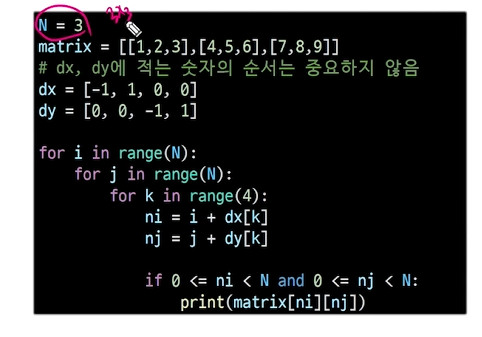 N = 3
matrix = [[1,2,3],[4,5,6],[7,8,9]]
# dx, dy에 적는 숫자의 순서는 중요하지 않음
dx = [-1, 1, 0, 0]
dy = [0, 0, -1, 1]
for i in range(N):
for j in range(N):
for k in range(4):
ni = i + dx[k]
nj = j + dy[k]
if 0 <= ni < N and 0 <= nj < N:
print(matrix[ni][nj])